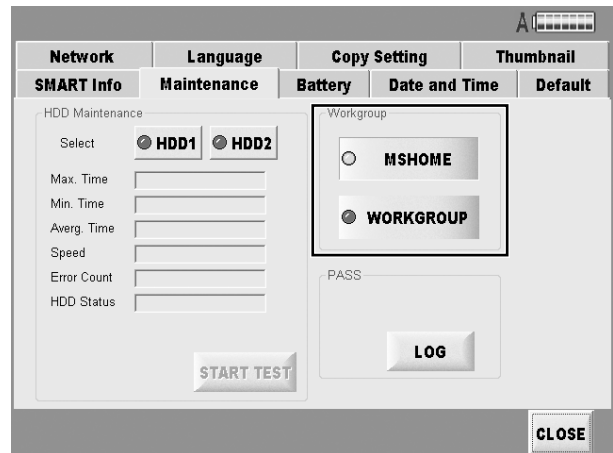 A
Network Language Copy Setting Thumbnail
SMART Info Maintenance Battery Date and Time Default
HDD Maintenance
Select HDD1 HDD2
Max. Time
Min. Time
Averg. Time
Speed
Error Count
HDD Status
START TEST
Workgroup
MSHOME
WORKGROUP
PASS
LOG
CLOSE